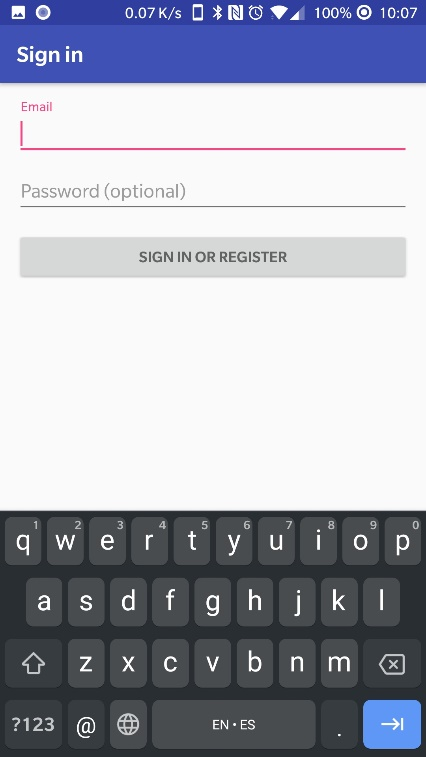 0.07 K/s 100% 10:07
Sign in
Email
Password (optional)
SIGN IN OR REGISTER
q 1 w 2 e 3 r 4 t 5 y 6 u 7 i 8 o 9 p 0
a s d f g h j k l
z x c v b n m
?123 @ EN • ES .